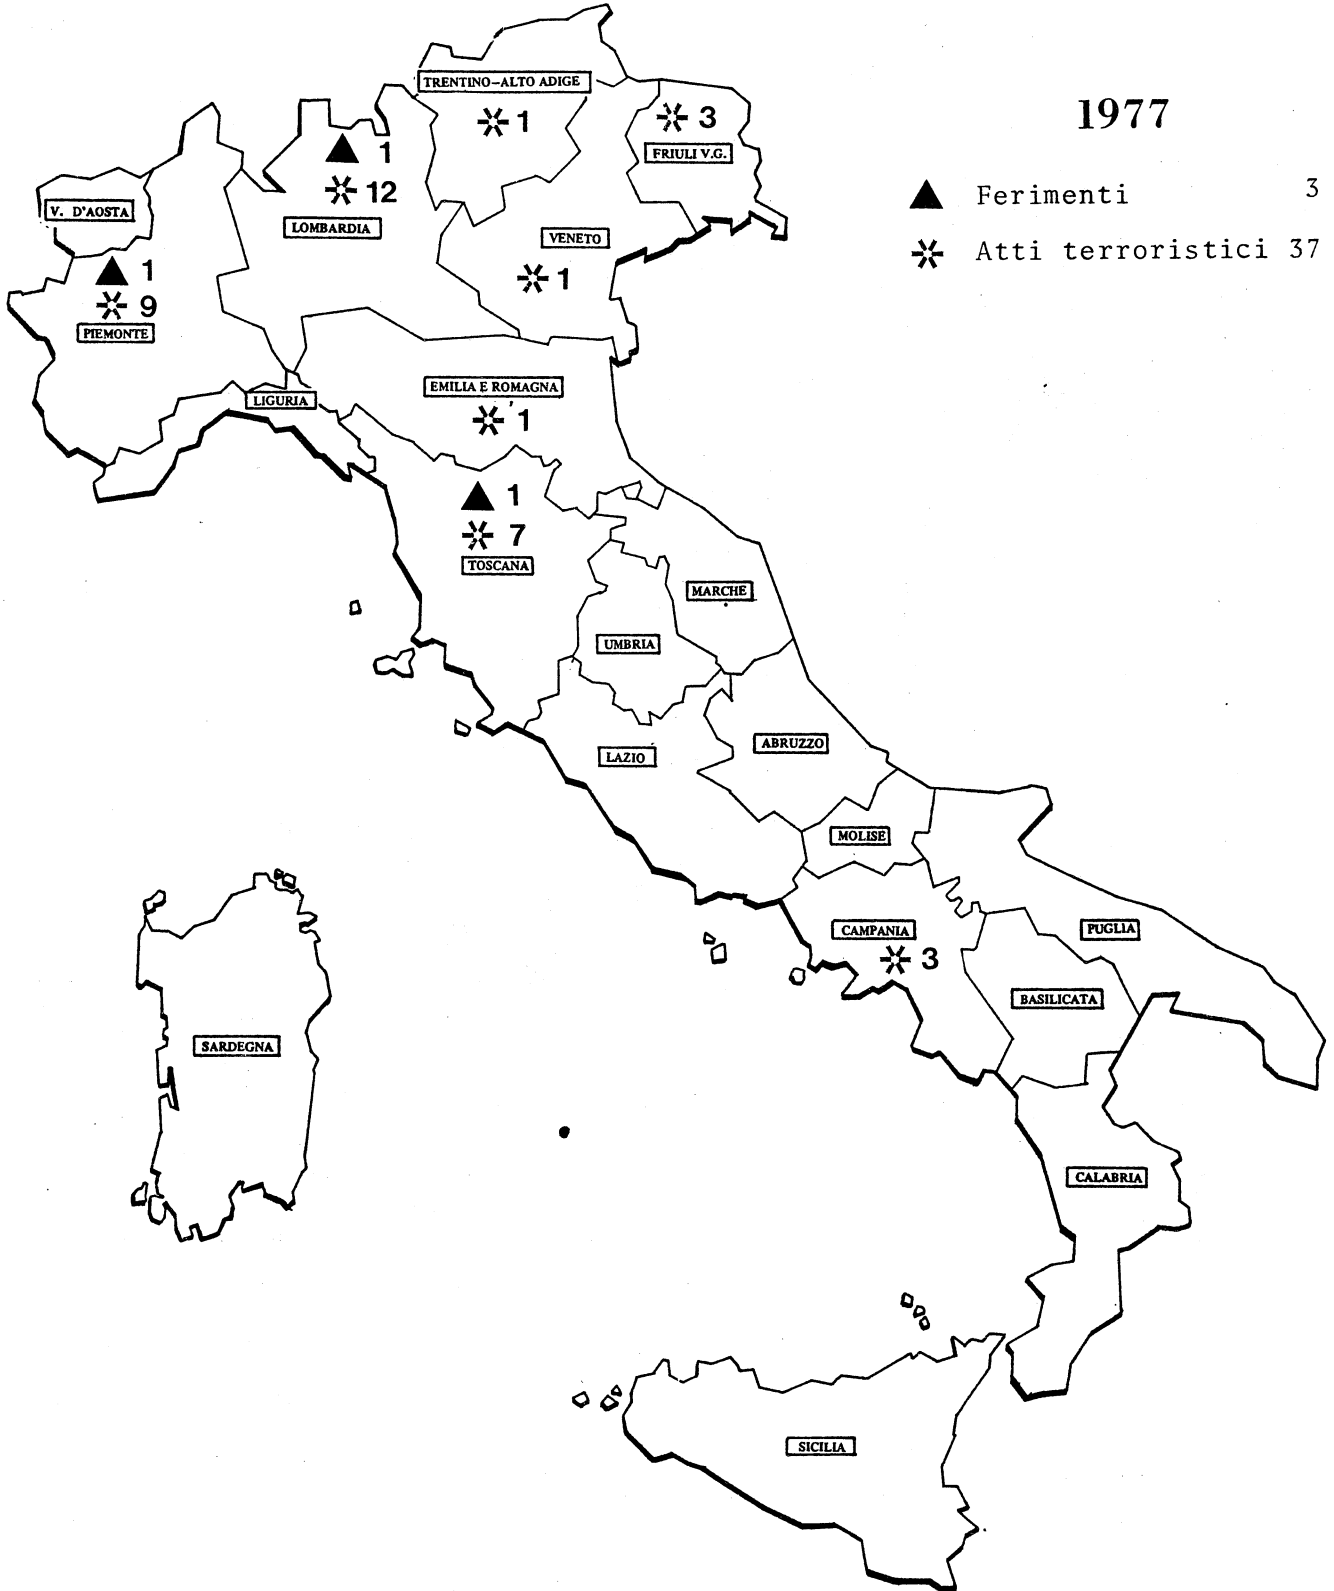 1977
Ferimenti 3
Atti terroristici 37
TRENTINO-ALTO ADIGE
1
3
FRIULI V.G.
1
12
LOMBARDIA
V. D'AOSTA
VENETO
1
1
9
PIEMONTE
EMILIA E ROMAGNA
1
LIGURIA
1
7
TOSCANA
MARCHE
UMBRIA
LAZIO
ABRUZZO
MOLISE
CAMPANIA
3
PUGLIA
BASILICATA
SARDEGNA
CALABRIA
SICILIA